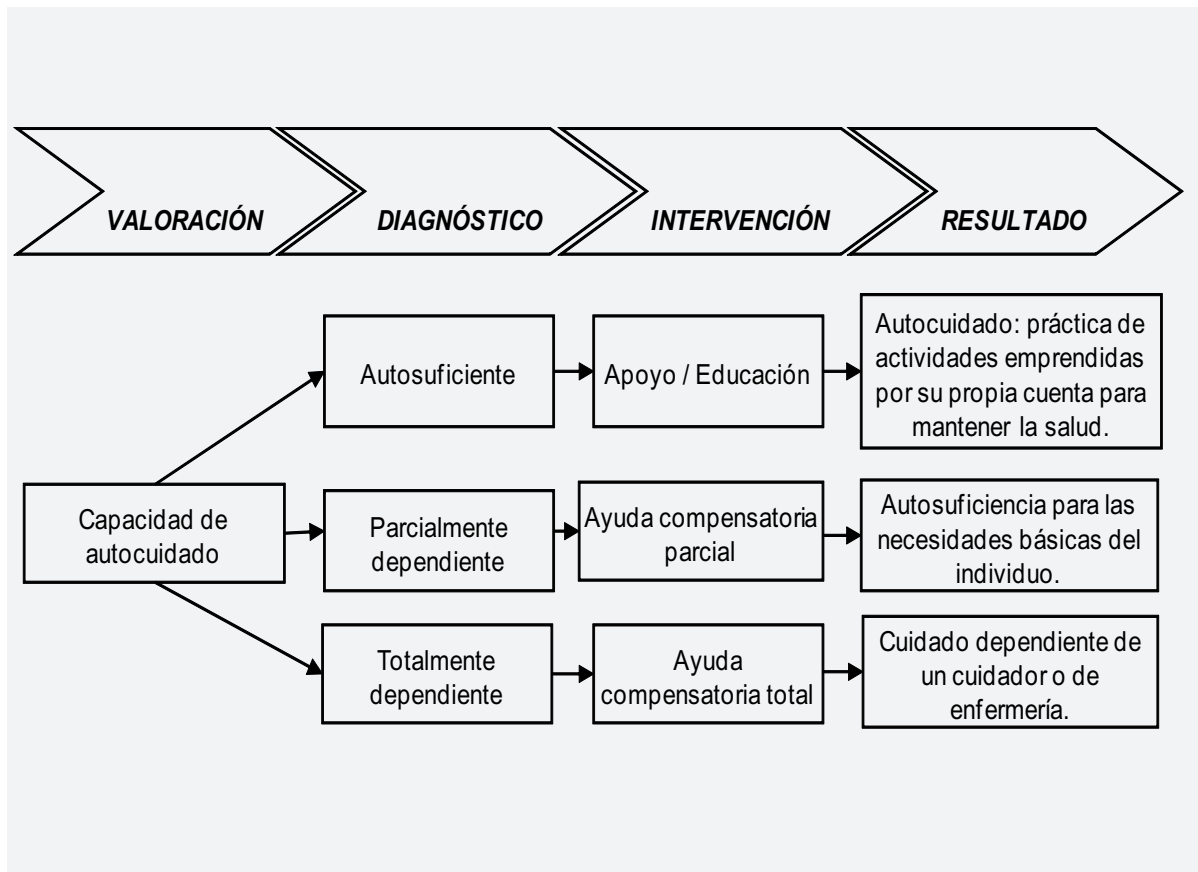 VALORACIÓN
DIAGNÓSTICO
INTERVENCIÓN
RESULTADO
Capacidad de
autocuidado
Autosuficiente
Apoyo / Educación
Autocuidado: práctica de
actividades emprendidas
por su propia cuenta para
mantener la salud.
Parcialmente
dependiente
Ayuda compensatoria
parcial
Autosuficiencia para las
necesidades básicas del
individuo.
Totalmente
dependiente
Ayuda
compensatoria total
Cuidado dependiente de
un cuidador o de
enfermería.